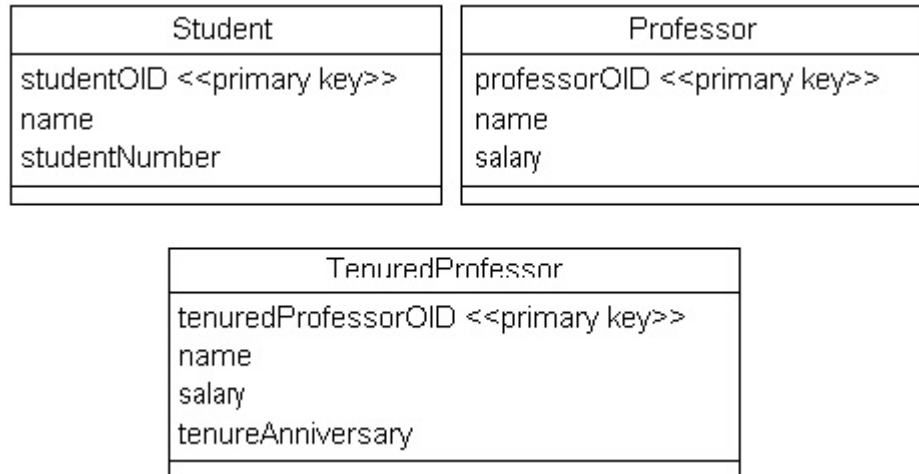 Student
studentOID <<primary key>>
name
studentNumber
Professor
professorOID <<primary key>>
name
salary
TenuredProfessor
tenuredProfessorOID <<primary key>>
name
salary
tenureAnniversary